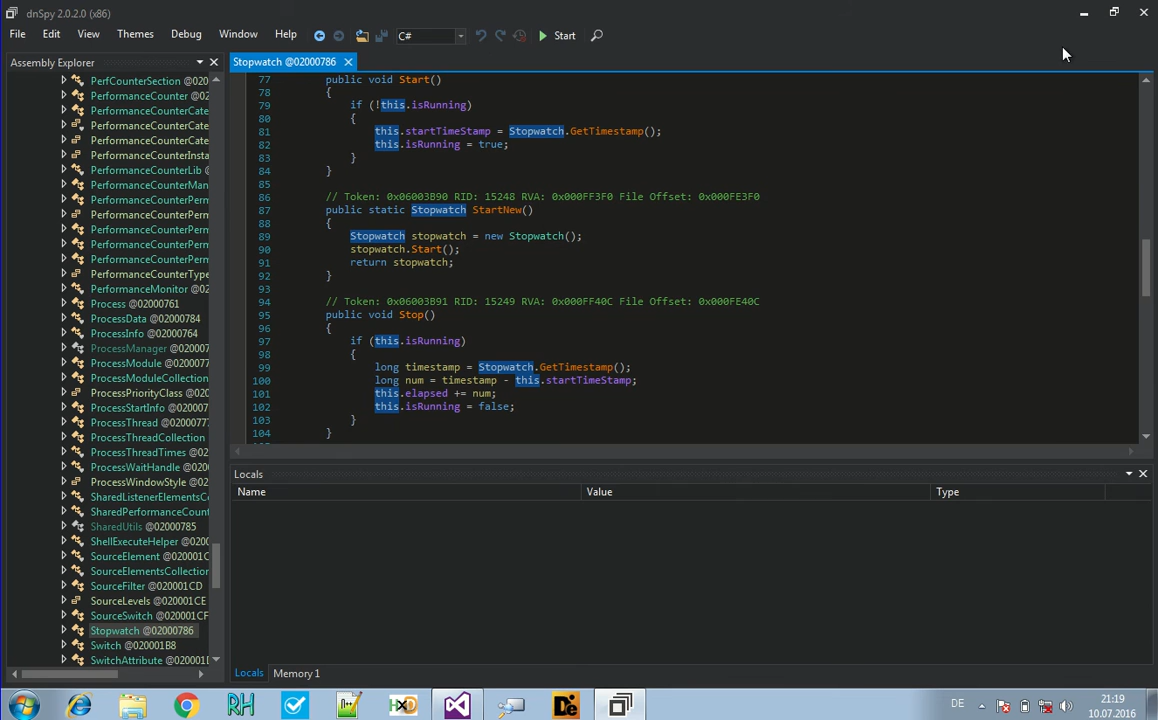 dnSpy 2.0.2.0 (x86)
File Edit View Themes Debug Window Help C# Start
Assembly Explorer
PerfCounterSection @020
PerformanceCounter @02
PerformanceCounterCate
PerformanceCounterCate
PerformanceCounterCate
PerformanceCounterInsta
PerformanceCounterLib @
PerformanceCounterMan
PerformanceCounterPerm
PerformanceCounterPerm
PerformanceCounterPerm
PerformanceCounterPerm
PerformanceCounterPerm
PerformanceCounterType
PerformanceMonitor @02
Process @02000761
ProcessData @02000784
ProcessInfo @02000764
ProcessManager @020007
ProcessModule @0200077
ProcessModuleCollection
ProcessPriorityClass @020
ProcessStartInfo @020007
ProcessThread @0200077
ProcessThreadCollection
ProcessThreadTimes @020
ProcessWaitHandle @020
ProcessWindowStyle @02
SharedListenerElementsCo
SharedPerformanceCount
SharedUtils @02000785
ShellExecuteHelper @020
SourceElement @020001C
SourceElementsCollection
SourceFilter @020001CD
SourceLevels @020001CE
SourceSwitch @020001CF
Stopwatch @02000786
Switch @020001B8
SwitchAttribute @020001
Stopwatch @02000786
77 public void Start()
78 {
79 if (!this.isRunning)
80 {
81 this.startTimeStamp = Stopwatch.GetTimestamp();
82 this.isRunning = true;
83 }
84 }
85
86 // Token: 0x06003B90 RID: 15248 RVA: 0x000FF3F0 File Offset: 0x000FE3F0
87 public static Stopwatch StartNew()
88 {
89 Stopwatch stopwatch = new Stopwatch();
90 stopwatch.Start();
91 return stopwatch;
92 }
93
94 // Token: 0x06003B91 RID: 15249 RVA: 0x000FF40C File Offset: 0x000FE40C
95 public void Stop()
96 {
97 if (this.isRunning)
98 {
99 long timestamp = Stopwatch.GetTimestamp();
100 long num = timestamp - this.startTimeStamp;
101 this.elapsed += num;
102 this.isRunning = false;
103 }
104 }
Locals
Name Value Type
Locals Memory 1
RH HXD De DE 21:19
10.07.2016